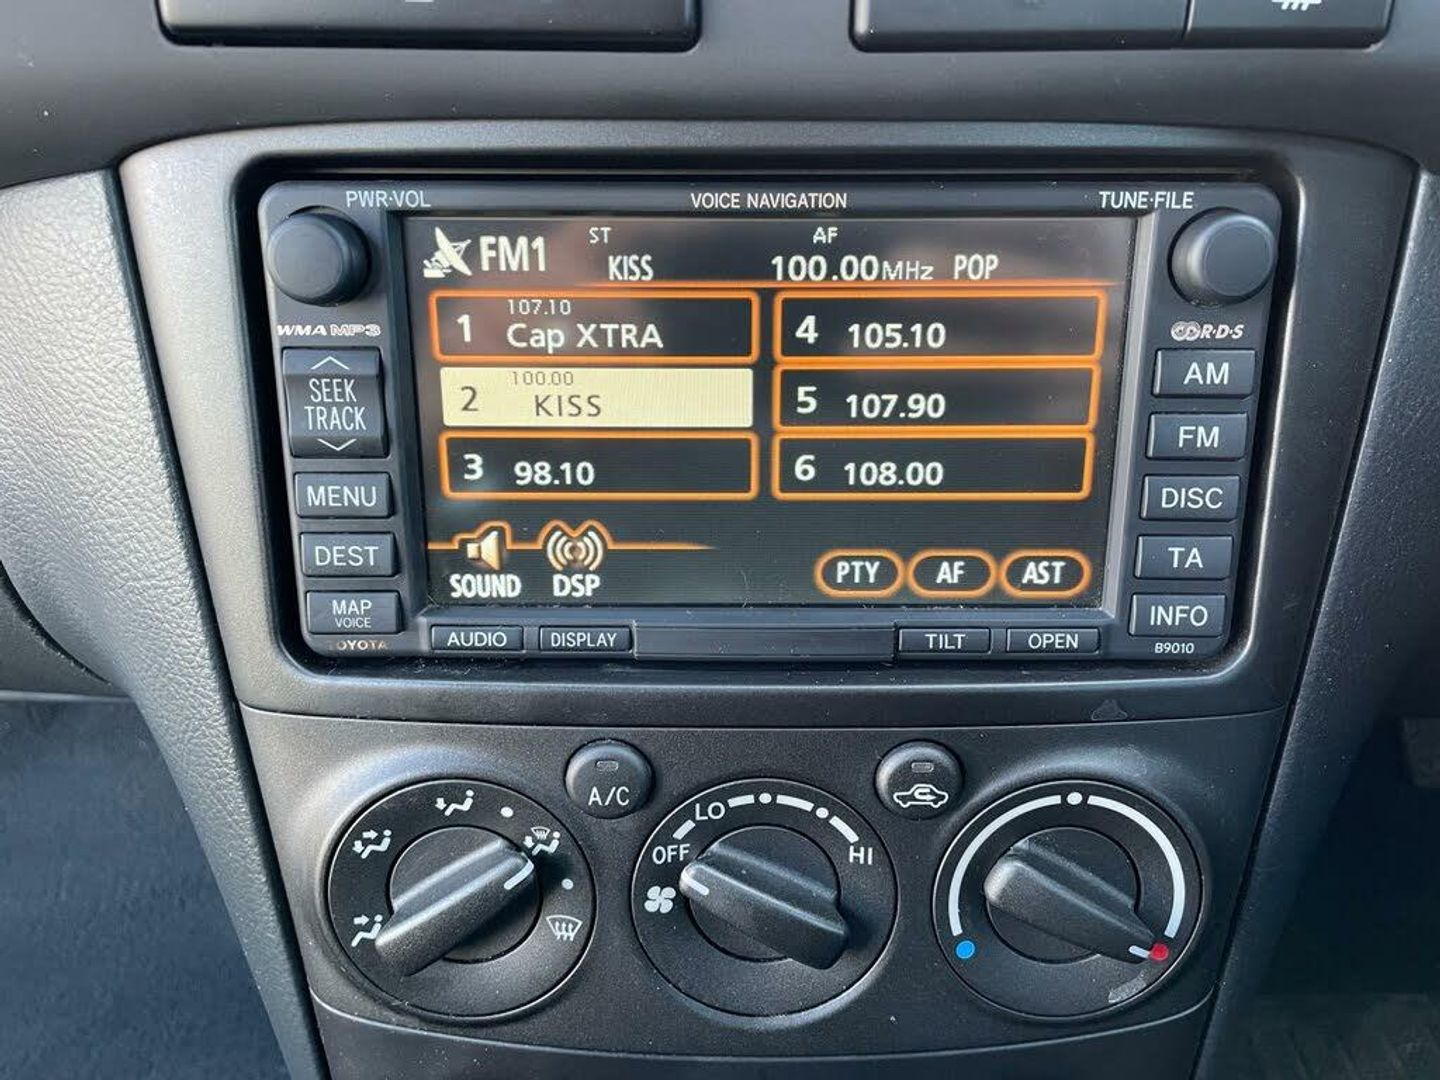 PWR·VOL
VOICE NAVIGATION
TUNE·FILE
FM1
ST
KISS
AF
100.00MHz
POP
WMA MP3
R·D·S
1 107.10
Cap XTRA
4 105.10
2 100.00
KISS
5 107.90
3 98.10
6 108.00
SOUND
DSP
PTY
AF
AST
SEEK
TRACK
MENU
DEST
MAP
VOICE
TOYOTA
AM
FM
DISC
TA
INFO
B9010
AUDIO
DISPLAY
TILT
OPEN
A/C
LO
OFF
HI